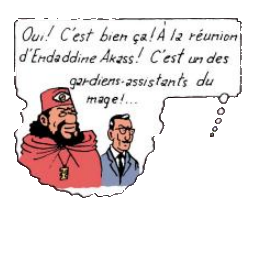 Oui! C'est bien ça! À la réunion
d'Endaddine Akass! C'est un des
gardiens-assistants du
mage!...